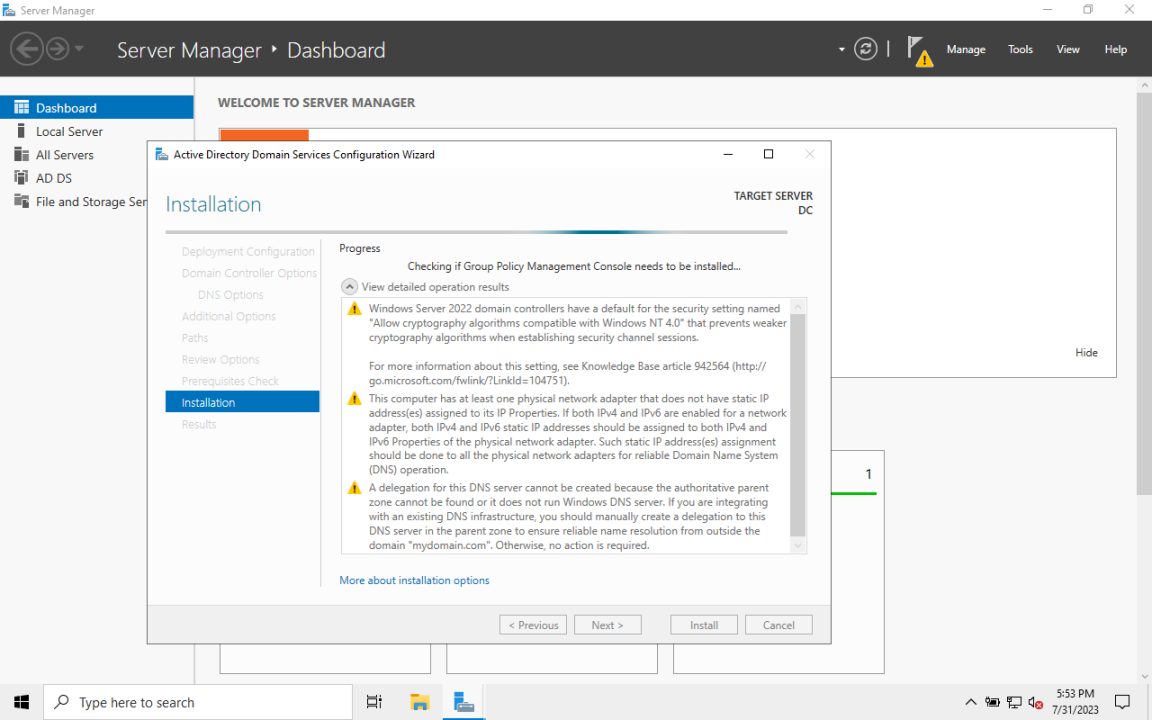 Server Manager
Server Manager
Dashboard
Manage
Tools
View
Help
Dashboard
Local Server
All Servers
AD DS
File and Storage Ser
WELCOME TO SERVER MANAGER
Hide
1
Active Directory Domain Services Configuration Wizard
Installation
TARGET SERVER
DC
Deployment Configuration
Domain Controller Options
DNS Options
Additional Options
Paths
Review Options
Prerequisites Check
Installation
Results
Progress
Checking if Group Policy Management Console needs to be installed...
View detailed operation results
Windows Server 2022 domain controllers have a default for the security setting named
"Allow cryptography algorithms compatible with Windows NT 4.0" that prevents weaker
cryptography algorithms when establishing security channel sessions.
For more information about this setting, see Knowledge Base article 942564 (http://
go.microsoft.com/fwlink/?LinkId=104751).
This computer has at least one physical network adapter that does not have static IP
address(es) assigned to its IP Properties. If both IPv4 and IPv6 are enabled for a network
adapter, both IPv4 and IPv6 static IP addresses should be assigned to both IPv4 and
IPv6 Properties of the physical network adapter. Such static IP address(es) assignment
should be done to all the physical network adapters for reliable Domain Name System
(DNS) operation.
A delegation for this DNS server cannot be created because the authoritative parent
zone cannot be found or it does not run Windows DNS server. If you are integrating
with an existing DNS infrastructure, you should manually create a delegation to this
DNS server in the parent zone to ensure reliable name resolution from outside the
domain "mydomain.com". Otherwise, no action is required.
More about installation options
< Previous
Next >
Install
Cancel
Type here to search
5:53 PM
7/31/2023